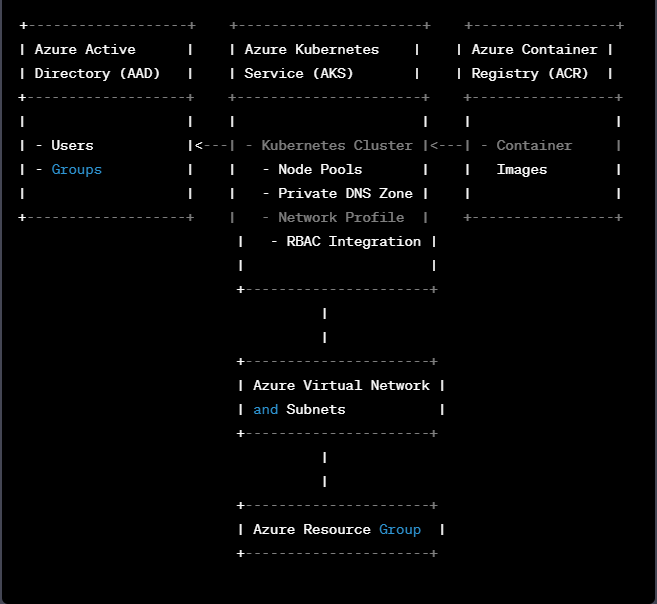 +-------------------+    +-----------------------+    +-----------------+
| Azure Active      |    | Azure Kubernetes    |    | Azure Container |
| Directory (AAD)   |    | Service (AKS)       |    | Registry (ACR)  |
+-------------------+    +-----------------------+    +-----------------+
|                   |    |                       |    |                 |
| - Users           |<---| - Kubernetes Cluster |<---| - Container     |
| - Groups          |    |   - Node Pools       |    |   Images        |
|                   |    |   - Private DNS Zone |    |                 |
+-------------------+    |   - Network Profile  |    +-----------------+
|   - RBAC Integration |
|                      |
+----------------------+
|
|
+----------------------+
| Azure Virtual Network |
| and Subnets           |
+----------------------+
|
|
+----------------------+
| Azure Resource Group  |
+----------------------+